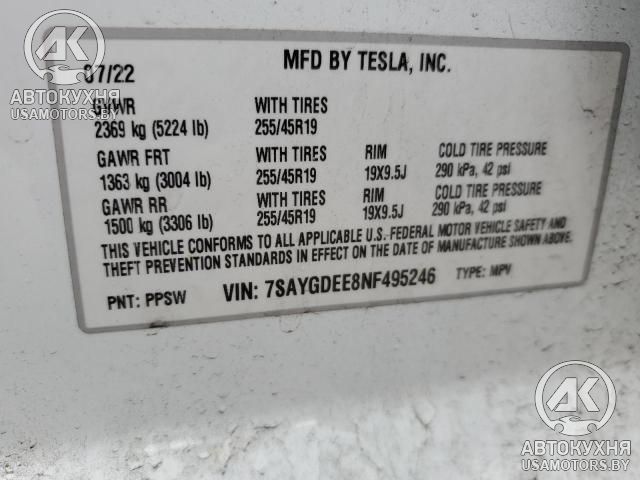 07/22 MFD BY TESLA, INC.
GVWR WITH TIRES
2369 kg (5224 lb) 255/45R19
GAWR FRT WITH TIRES RIM COLD TIRE PRESSURE
1363 kg (3004 lb) 255/45R19 19X9.5J 290 kPa, 42 psi
GAWR RR WITH TIRES RIM COLD TIRE PRESSURE
1500 kg (3306 lb) 255/45R19 19X9.5J 290 kPa, 42 psi
THIS VEHICLE CONFORMS TO ALL APPLICABLE U.S. FEDERAL MOTOR VEHICLE SAFETY AND
THEFT PREVENTION STANDARDS IN EFFECT ON THE DATE OF MANUFACTURE SHOWN ABOVE.
PNT: PPSW VIN: 7SAYGDEE8NF495246 TYPE: MPV
АК
АВТОКУХНЯ
USAMOTORS.BY
АК
АВТОКУХНЯ
USAMOTORS.BY